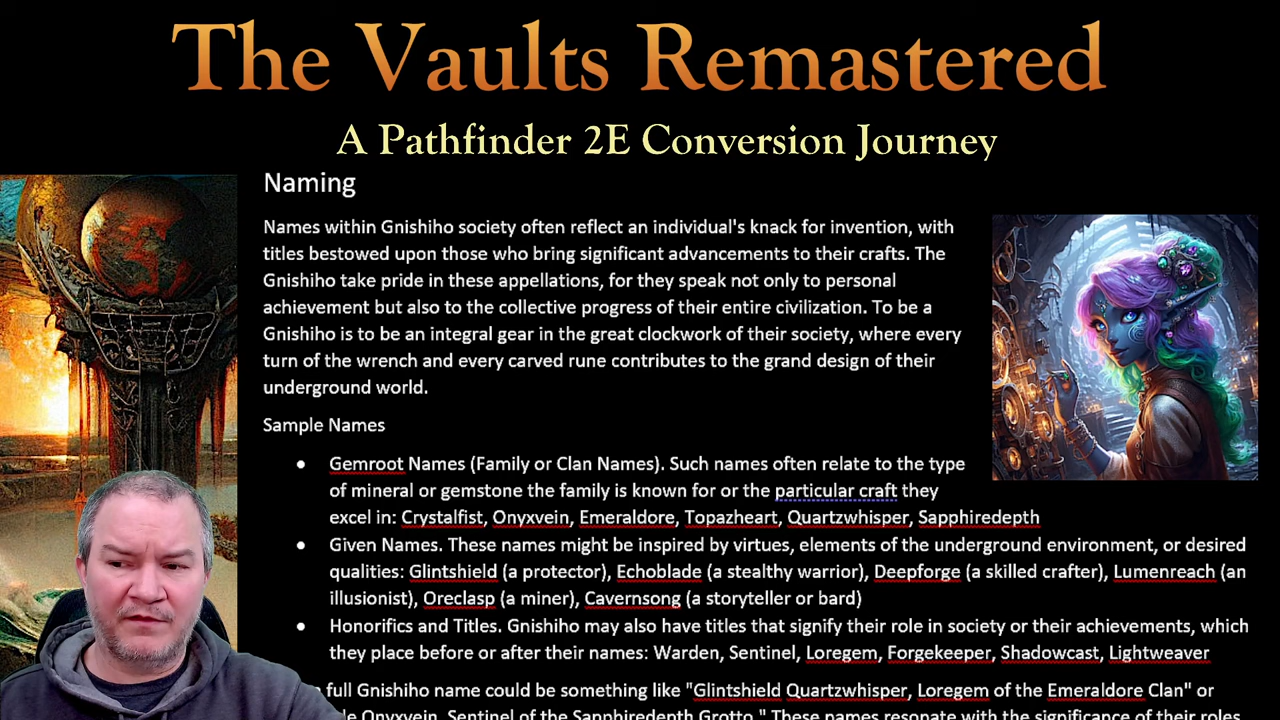 The Vaults Remastered
A Pathfinder 2E Conversion Journey
Naming
Names within Gnishiho society often reflect an individual's knack for invention, with
titles bestowed upon those who bring significant advancements to their crafts. The
Gnishiho take pride in these appellations, for they speak not only to personal
achievement but also to the collective progress of their entire civilization. To be a
Gnishiho is to be an integral gear in the great clockwork of their society, where every
turn of the wrench and every carved rune contributes to the grand design of their
underground world.
Sample Names
• Gemroot Names (Family or Clan Names). Such names often relate to the type
of mineral or gemstone the family is known for or the particular craft they
excel in: Crystalfist, Onyxvein, Emeraldore, Topazheart, Quartzwhisper, Sapphiredepth
• Given Names. These names might be inspired by virtues, elements of the underground environment, or desired
qualities: Glintshield (a protector), Echoblade (a stealthy warrior), Deepforge (a skilled crafter), Lumenreach (an
illusionist), Oreclasp (a miner), Cavernsong (a storyteller or bard)
• Honorifics and Titles. Gnishiho may also have titles that signify their role in society or their achievements, which
they place before or after their names: Warden, Sentinel, Loregem, Forgekeeper, Shadowcast, Lightweaver
full Gnishiho name could be something like "Glintshield Quartzwhisper, Loregem of the Emeraldore Clan" or
Onyxvein, Sentinel of the Sapphiredepth Grotto." These names resonate with the significance of their roles